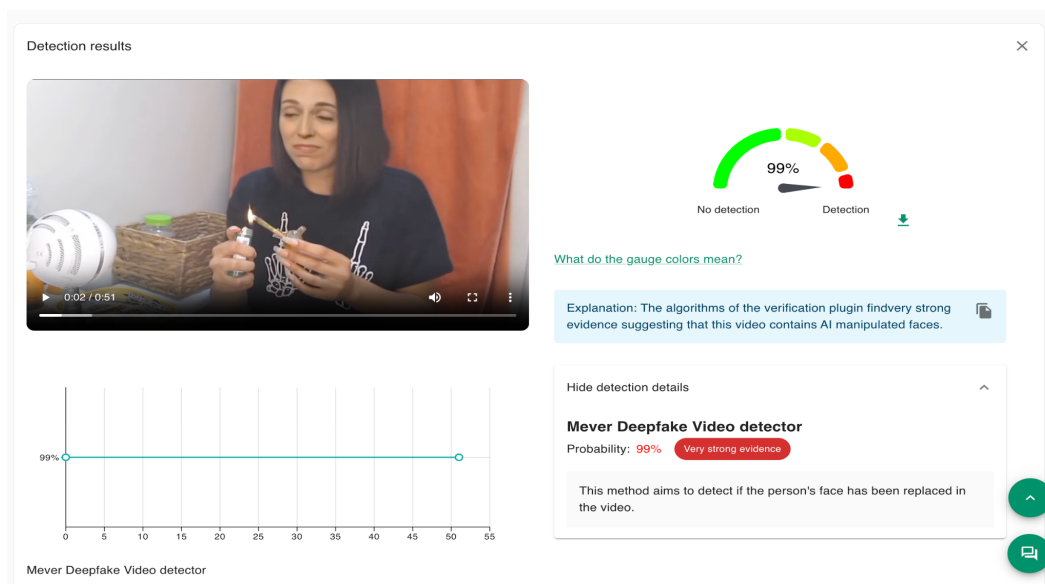 Detection results
0:02 / 0:51
99%
No detection
Detection
What do the gauge colors mean?
Explanation: The algorithms of the verification plugin findvery strong
evidence suggesting that this video contains AI manipulated faces.
Hide detection details
Mever Deepfake Video detector
Probability: 99% Very strong evidence
This method aims to detect if the person's face has been replaced in
the video.
99%
0 5 10 15 20 25 30 35 40 45 50 55
Mever Deepfake Video detector